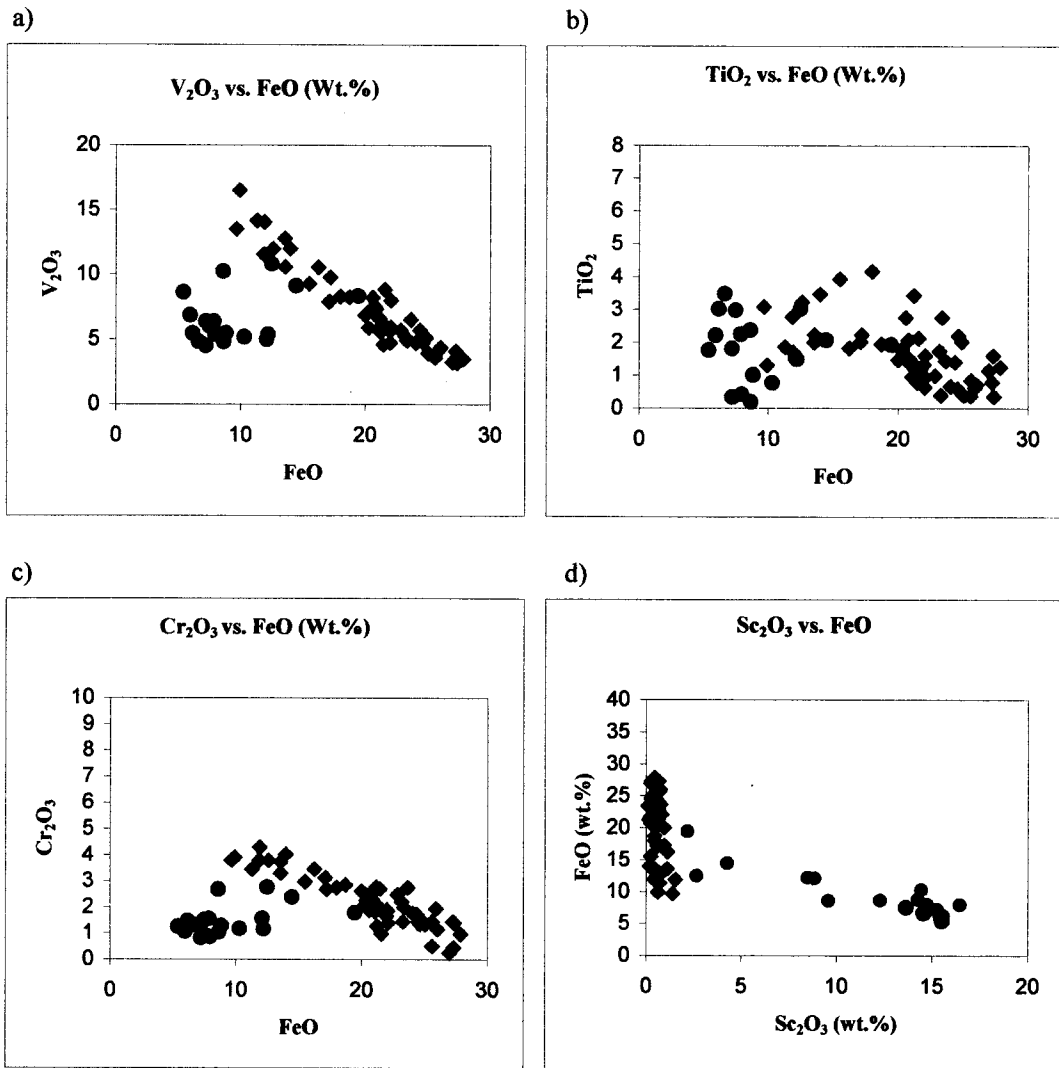 a)
V₂O₃ vs. FeO (Wt.%)
V₂O₃
20
15
10
5
0
0 10 20 30
FeO
b)
TiO₂ vs. FeO (Wt.%)
TiO₂
8
7
6
5
4
3
2
1
0
0 10 20 30
FeO
c)
Cr₂O₃ vs. FeO (Wt.%)
Cr₂O₃
10
9
8
7
6
5
4
3
2
1
0
0 10 20 30
FeO
d)
Sc₂O₃ vs. FeO
FeO (wt.%)
40
35
30
25
20
15
10
5
0
0 5 10 15 20
Sc₂O₃ (wt.%)